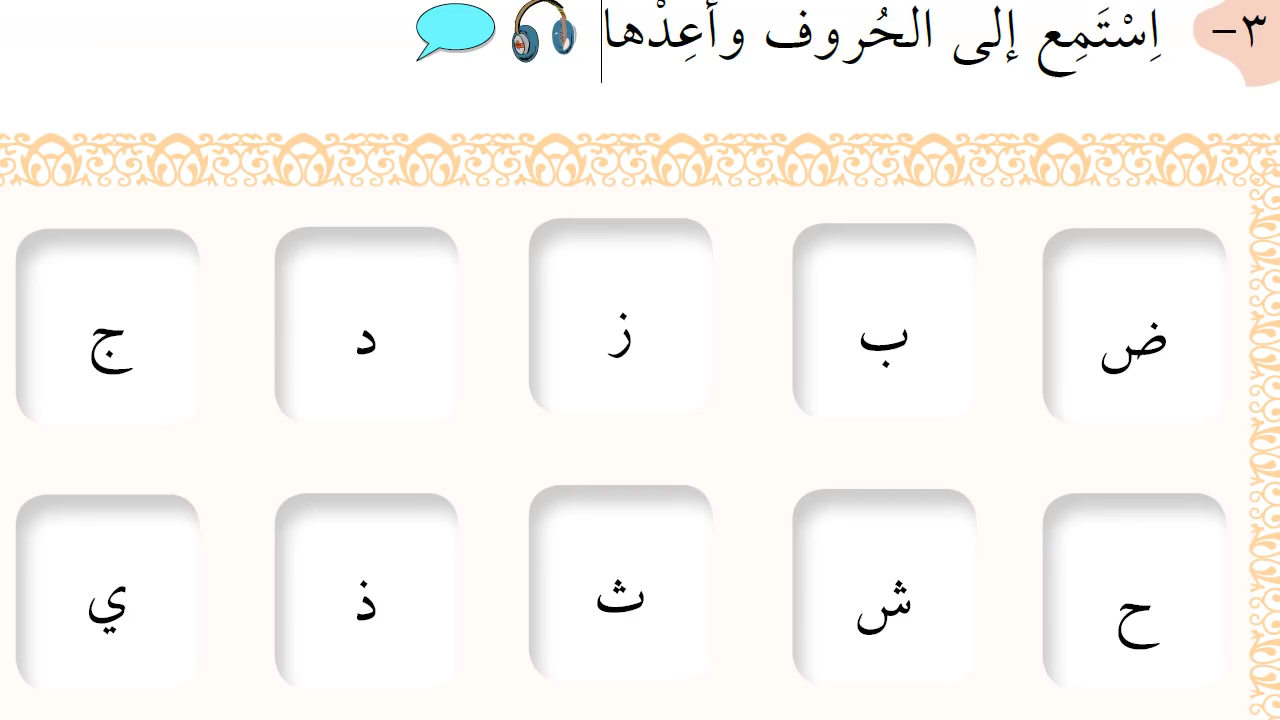 ٣- اِسْتَمِع إلى الحُروف وأَعِدْها
ض ب ز د ج
ح ش ث ذ ي